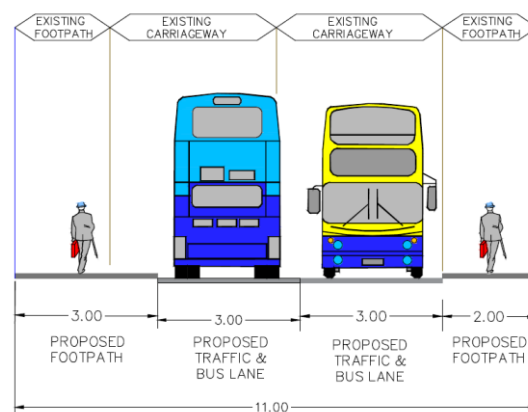 EXISTING FOOTPATH
EXISTING CARRIAGEWAY
EXISTING CARRIAGEWAY
EXISTING FOOTPATH
3.00
3.00
3.00
2.00
PROPOSED FOOTPATH
PROPOSED TRAFFIC & BUS LANE
PROPOSED TRAFFIC & BUS LANE
PROPOSED FOOTPATH
11.00